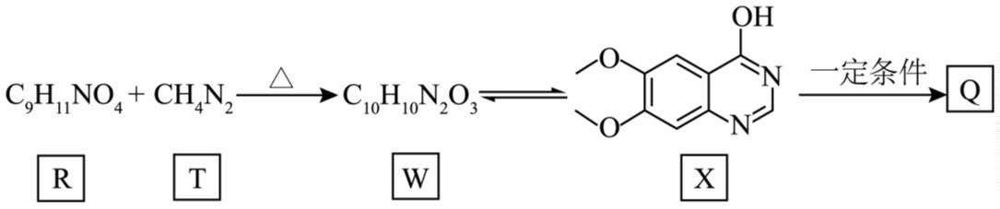 C₉H₁₁NO₄ + CH₄N₂ △ C₁₀H₁₀N₂O₃ OH O O N N 一定条件 Q
R T W X